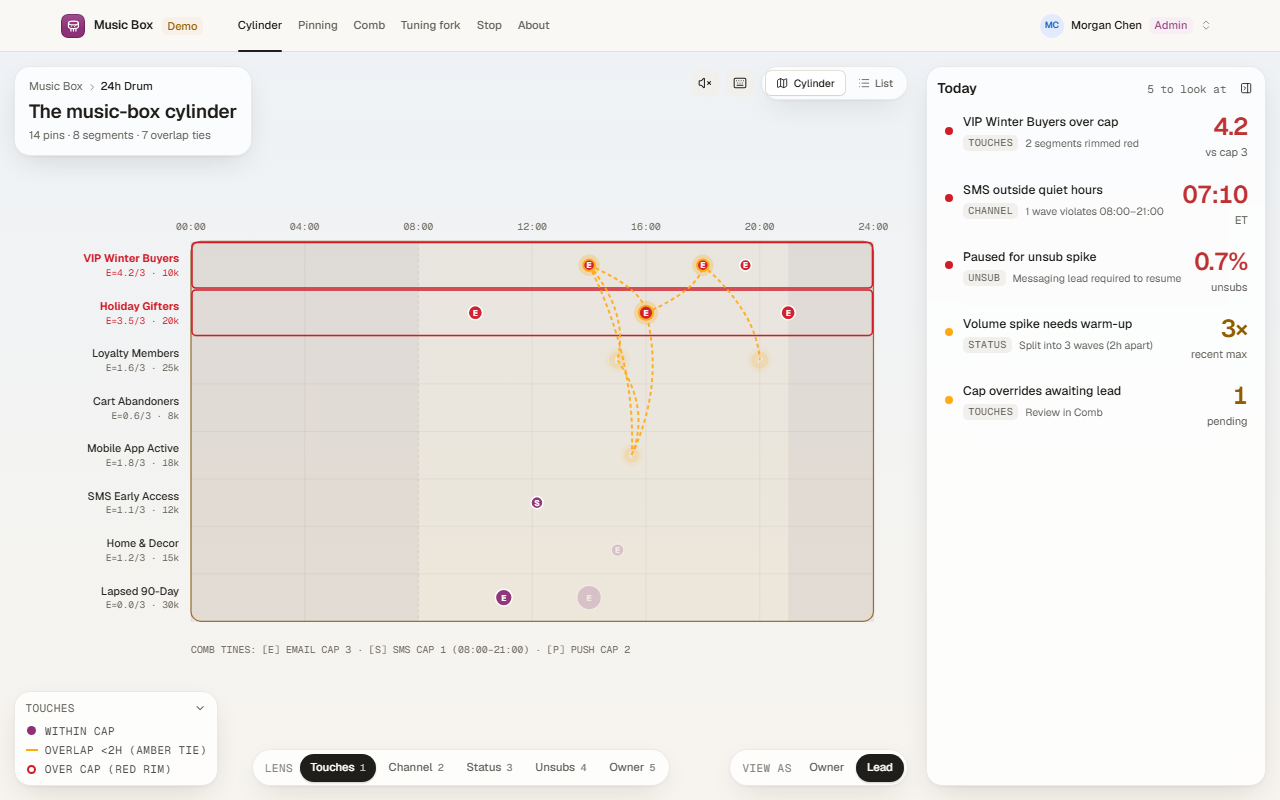 Music Box Demo Cylinder Pinning Comb Tuning fork Stop About MC Morgan Chen Admin
Music Box > 24h Drum
The music-box cylinder
14 pins · 8 segments · 7 overlap ties
Cylinder List
00:00 04:00 08:00 12:00 16:00 20:00 24:00
VIP Winter Buyers
E=4.2/3 · 10k
E E E
Holiday Gifters
E=3.5/3 · 20k
E E E
Loyalty Members
E=1.6/3 · 25k
Cart Abandoners
E=0.6/3 · 8k
Mobile App Active
E=1.8/3 · 18k
SMS Early Access
E=1.1/3 · 12k
S
Home & Decor
E=1.2/3 · 15k
E
Lapsed 90-Day
E=0.0/3 · 30k
E E
COMB TINES: [E] EMAIL CAP 3 · [S] SMS CAP 1 (08:00–21:00) · [P] PUSH CAP 2
TOUCHES
WITHIN CAP
OVERLAP <2H (AMBER TIE)
OVER CAP (RED RIM)
LENS Touches 1 Channel 2 Status 3 Unsubs 4 Owner 5
VIEW AS Owner Lead
Today 5 to look at
VIP Winter Buyers over cap 4.2
TOUCHES 2 segments rimmed red vs cap 3
SMS outside quiet hours 07:10
CHANNEL 1 wave violates 08:00–21:00 ET
Paused for unsub spike 0.7%
UNSUB Messaging lead required to resume unsubs
Volume spike needs warm-up 3×
STATUS Split into 3 waves (2h apart) recent max
Cap overrides awaiting lead 1
TOUCHES Review in Comb pending